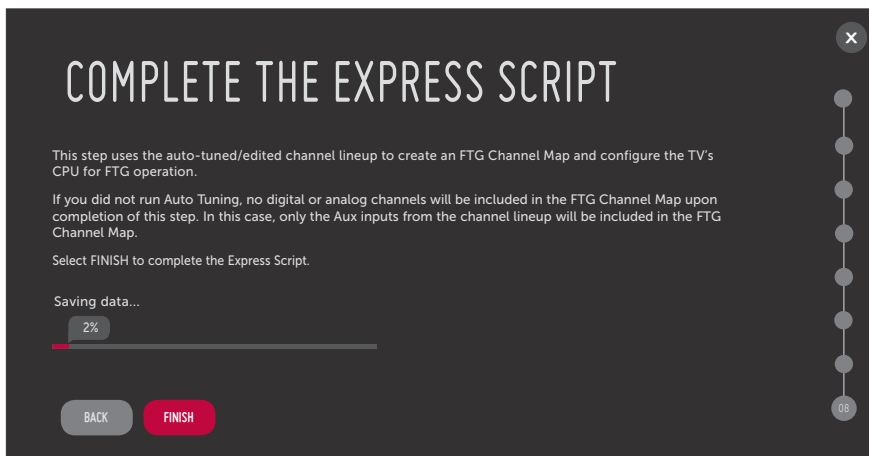 COMPLETE THE EXPRESS SCRIPT
This step uses the auto-tuned/edited channel lineup to create an FTG Channel Map and configure the TV's
CPU for FTG operation.
If you did not run Auto Tuning, no digital or analog channels will be included in the FTG Channel Map upon
completion of this step. In this case, only the Aux inputs from the channel lineup will be included in the FTG
Channel Map.
Select FINISH to complete the Express Script.
Saving data...
2%
BACK
FINISH
08